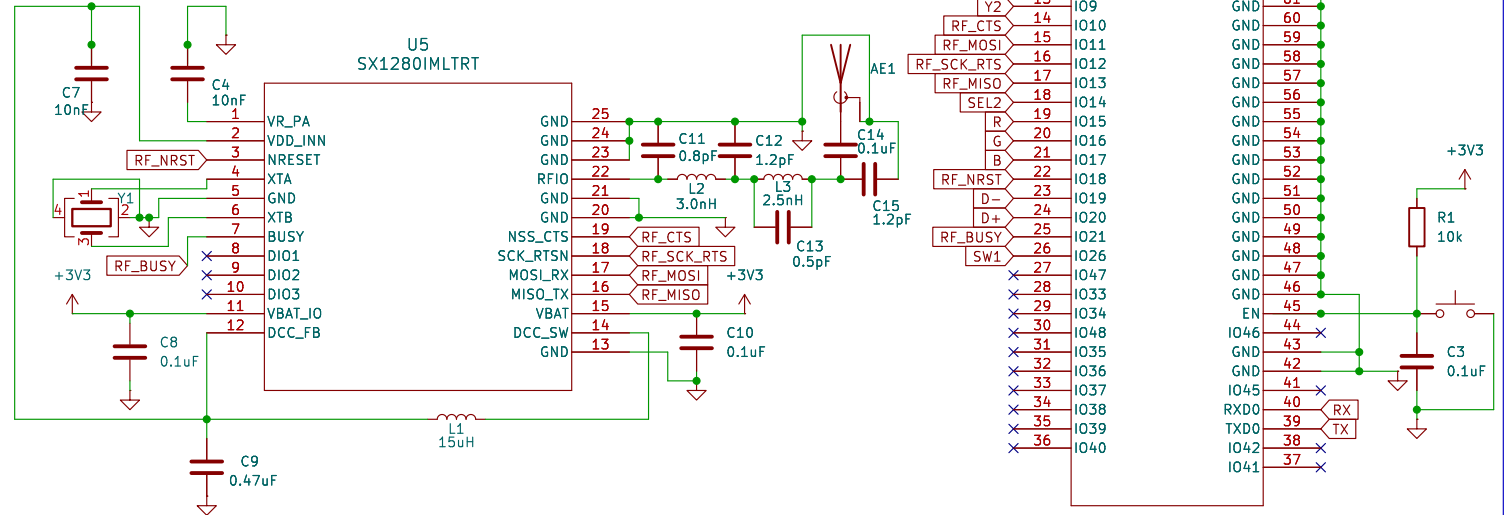 U5
SX1280IMLTRT
C7
10nF
C4
10nF
1 VR_PA
2 VDD_INN
RF_NRST 3 NRESET
4 XTA
5 GND
6 XTB
7 BUSY
RF_BUSY
8 DIO1
9 DIO2
10 DIO3
11 VBAT_IO
12 DCC_FB
Y1
1
4
2
3
+3V3
C8
0.1uF
C9
0.47uF
L1
15uH
GND 25
GND 24
GND 23
RFIO 22
GND 21
GND 20
NSS_CTS 19 RF_CTS
SCK_RTSN 18 RF_SCK_RTS
MOSI_RX 17 RF_MOSI
MISO_TX 16 RF_MISO
VBAT 15
DCC_SW 14
GND 13
+3V3
C10
0.1uF
C11
0.8pF
C12
1.2pF
L2
3.0nH
L3
2.5nH
C13
0.5pF
AE1
C14
0.1uF
C15
1.2pF
Y2 IO9
RF_CTS 14 IO10
RF_MOSI 15 IO11
RF_SCK_RTS 16 IO12
RF_MISO 17 IO13
SEL2 18 IO14
R 19 IO15
G 20 IO16
B 21 IO17
RF_NRST 22 IO18
D- 23 IO19
D+ 24 IO20
RF_BUSY 25 IO21
SW1 26 IO26
27 IO47
28 IO33
29 IO34
30 IO48
31 IO35
32 IO36
33 IO37
34 IO38
35 IO39
36 IO40
GND
GND 60
GND 59
GND 58
GND 57
GND 56
GND 55
GND 54
GND 53
GND 52
GND 51
GND 50
GND 49
GND 48
GND 47
GND 46
EN 45
IO46 44
GND 43
GND 42
IO45 41
RXD0 40 RX
TXD0 39 TX
IO42 38
IO41 37
+3V3
R1
10k
C3
0.1uF